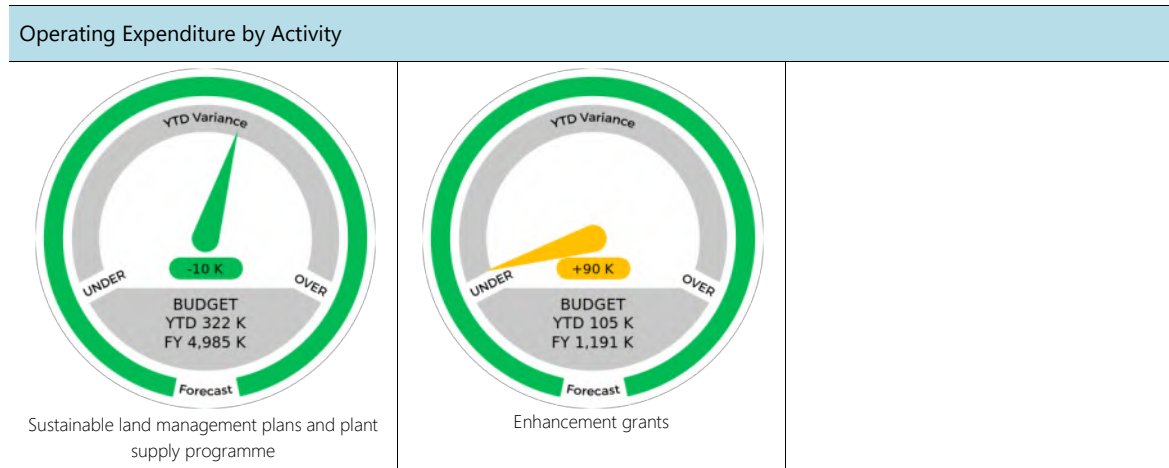 Operating Expenditure by Activity
YTD Variance
-10 K
UNDER
OVER
BUDGET
YTD 322 K
FY 4,985 K
Forecast
Sustainable land management plans and plant
supply programme
YTD Variance
+90 K
UNDER
OVER
BUDGET
YTD 105 K
FY 1,191 K
Forecast
Enhancement grants